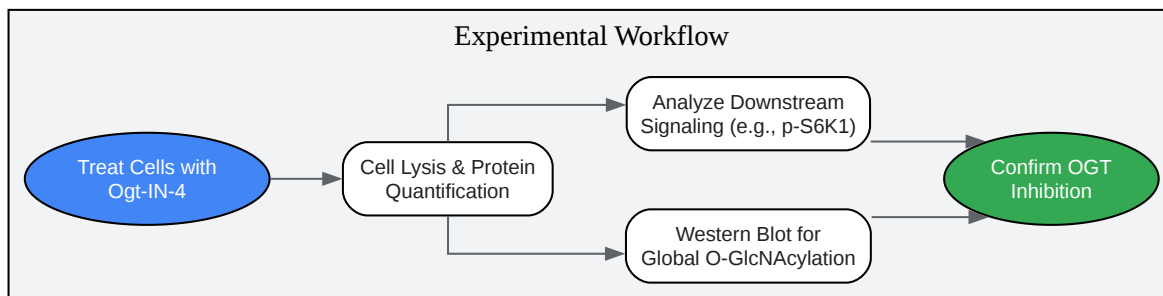 Experimental Workflow
Treat Cells with
Ogt-IN-4
Cell Lysis & Protein
Quantification
Analyze Downstream
Signaling (e.g., p-S6K1)
Western Blot for
Global O-GlcNAcylation
Confirm OGT
Inhibition